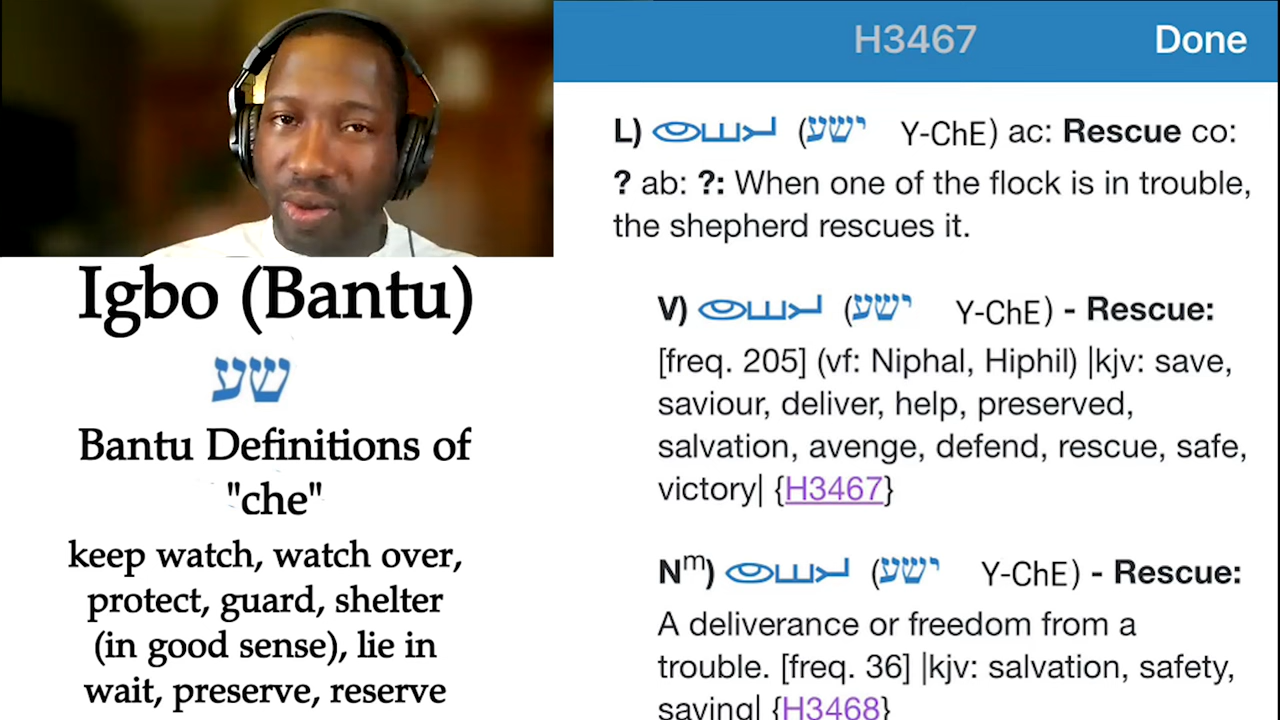 Igbo (Bantu)
שע
Bantu Definitions of
"che"
keep watch, watch over,
protect, guard, shelter
(in good sense), lie in
wait, preserve, reserve
H3467 Done
L) (ישע Y-ChE) ac: Rescue co:
? ab: ?: When one of the flock is in trouble,
the shepherd rescues it.
V) (ישע Y-ChE) - Rescue:
[freq. 205] (vf: Niphal, Hiphil) |kjv: save,
saviour, deliver, help, preserved,
salvation, avenge, defend, rescue, safe,
victory| {H3467}
Nᵐ) (ישע Y-ChE) - Rescue:
A deliverance or freedom from a
trouble. [freq. 36] |kjv: salvation, safety,
saving| {H3468}